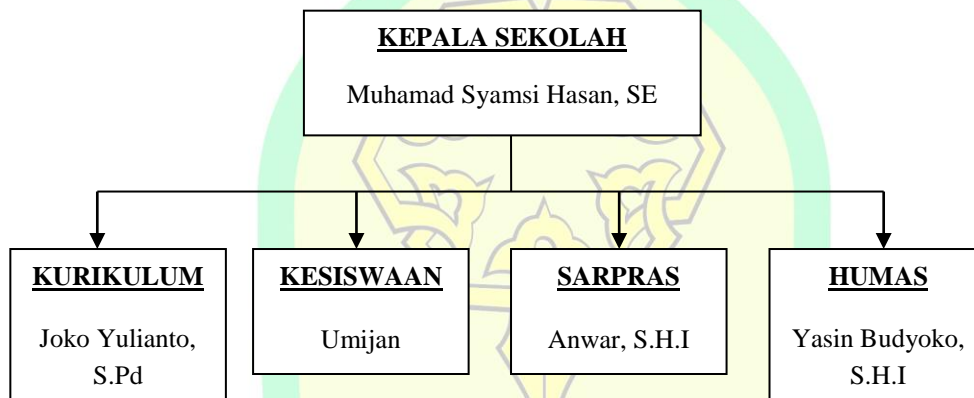 KEPALA SEKOLAH
Muhamad Syamsi Hasan, SE
KURIKULUM
Joko Yulianto,
S.Pd
KESISWAAN
Umijan
SARPRAS
Anwar, S.H.I
HUMAS
Yasin Budyoko,
S.H.I